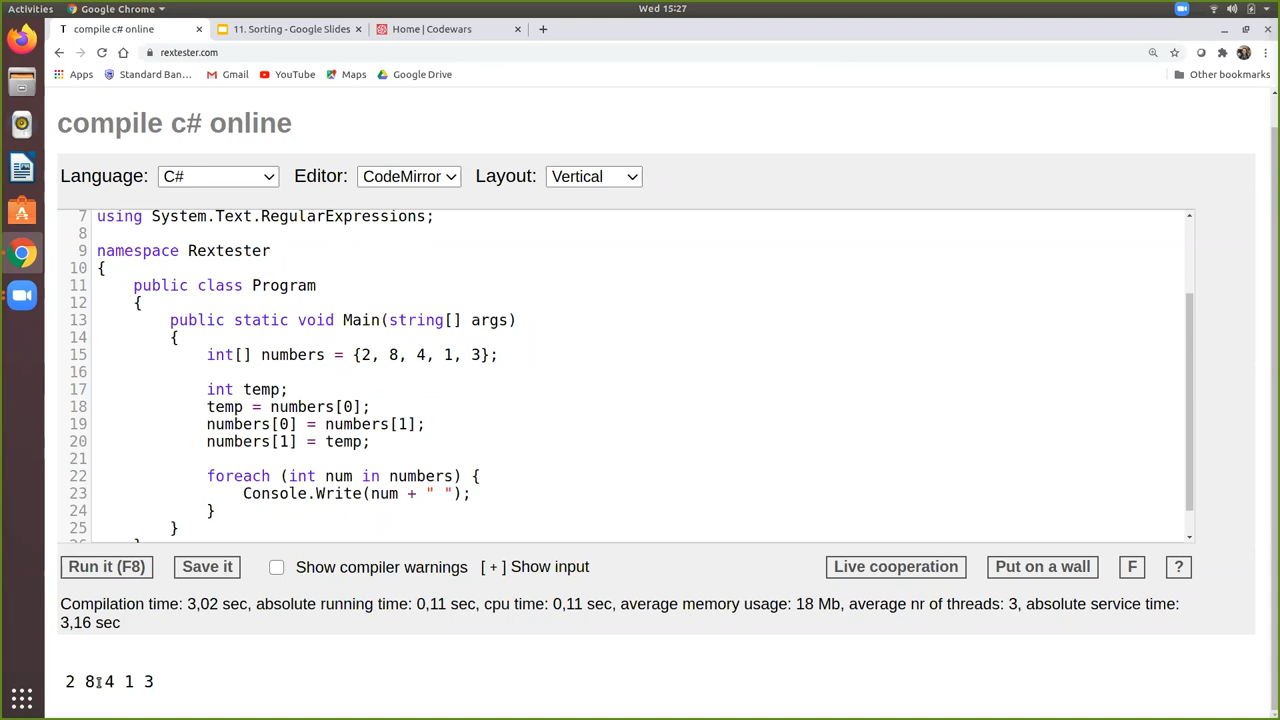 Activities
Google Chrome
Wed 15:27
compile c# online
11. Sorting - Google Slides
Home | Codewars
rextester.com
Apps
Standard Ban...
Gmail
YouTube
Maps
Google Drive
Other bookmarks
compile c# online
Language: C# Editor: CodeMirror Layout: Vertical
7 using System.Text.RegularExpressions;
8
9 namespace Rextester
10 {
11 public class Program
12 {
13 public static void Main(string[] args)
14 {
15 int[] numbers = {2, 8, 4, 1, 3};
16
17 int temp;
18 temp = numbers[0];
19 numbers[0] = numbers[1];
20 numbers[1] = temp;
21
22 foreach (int num in numbers) {
23 Console.Write(num + " ");
24 }
25 }
26 }
Run it (F8) Save it Show compiler warnings [ + ] Show input Live cooperation Put on a wall F ?
Compilation time: 3,02 sec, absolute running time: 0,11 sec, cpu time: 0,11 sec, average memory usage: 18 Mb, average nr of threads: 3, absolute service time:
3,16 sec
2 8 4 1 3